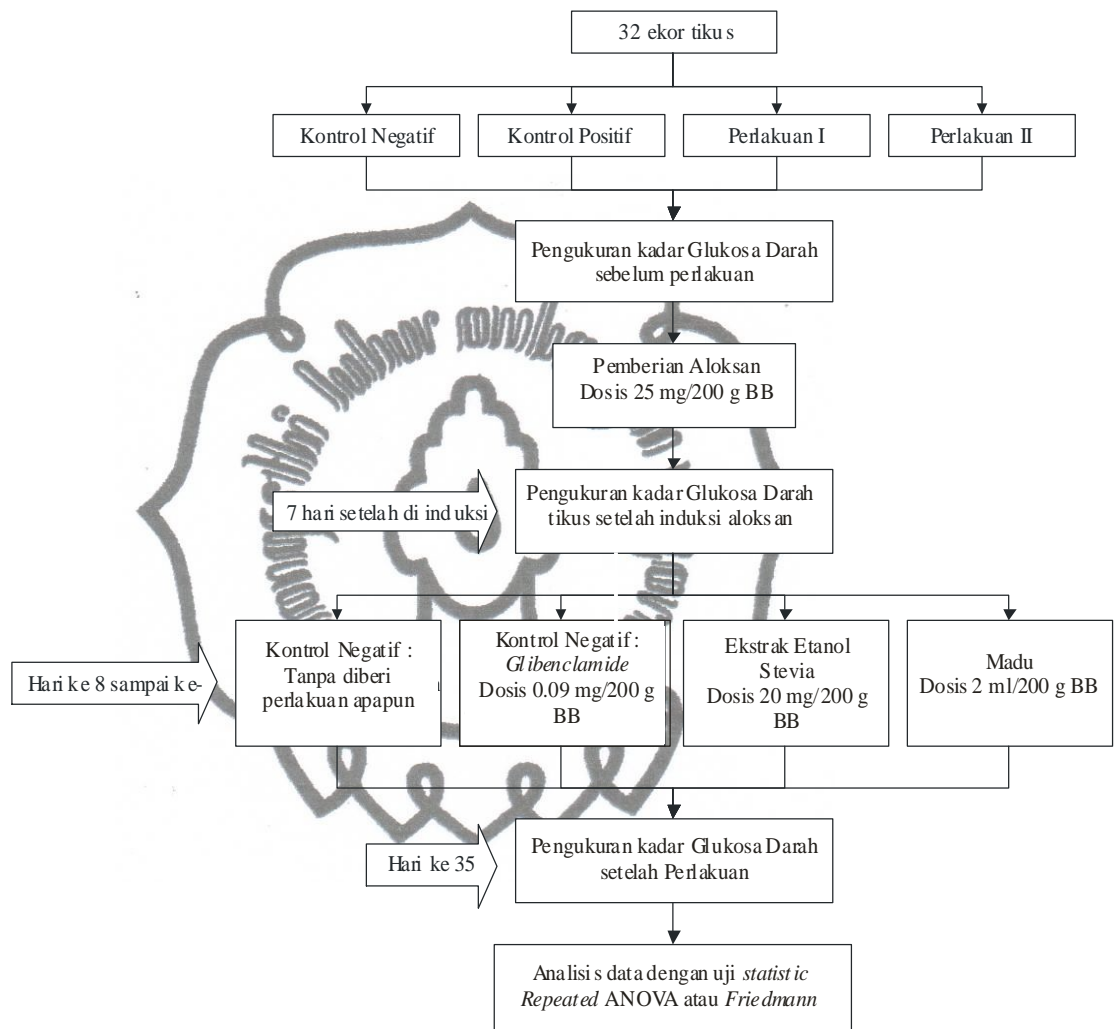 32 ekor tikus
Kontrol Negatif
Kontrol Positif
Perlakuan I
Perlakuan II
Pengukuran kadar Glukosa Darah
sebelum perlakuan
Pemberian Aloksan
Dosis 25 mg/200 g BB
7 hari setelah di induksi
Pengukuran kadar Glukosa Darah
tikus setelah induksi aloksan
Hari ke 8 sampai ke-
Kontrol Negatif :
Tanpa diberi
perlakuan apapun
Kontrol Negatif :
Glibenclamide
Dosis 0.09 mg/200 g
BB
Ekstrak Etanol
Stevia
Dosis 20 mg/200 g
BB
Madu
Dosis 2 ml/200 g BB
Hari ke 35
Pengukuran kadar Glukosa Darah
setelah Perlakuan
Analisis data dengan uji statistic
Repeated ANOVA atau Friedmann